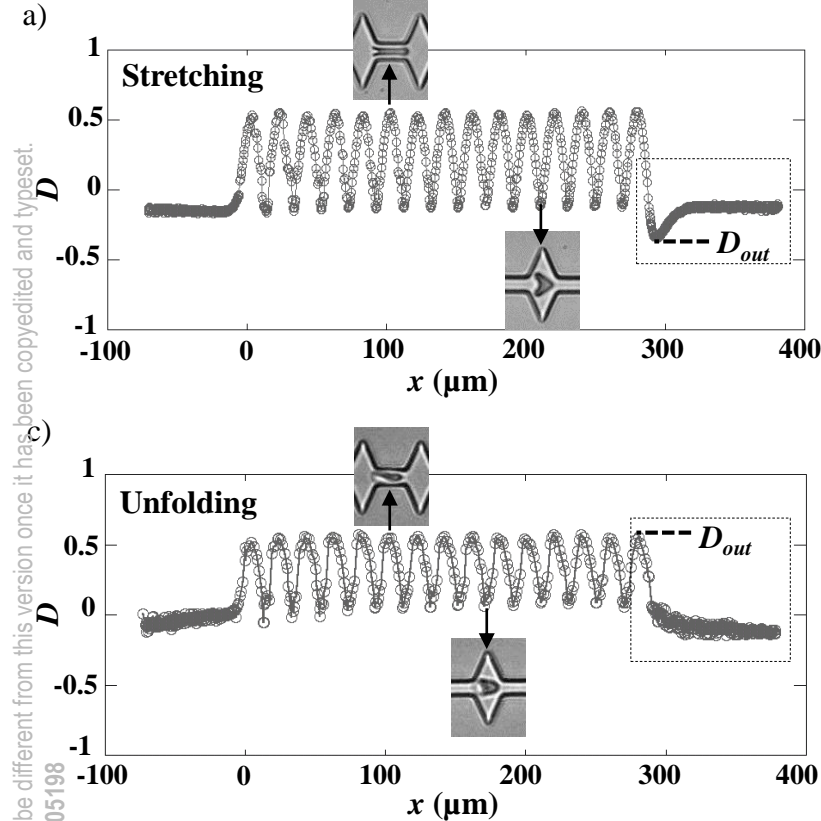 a)
1
0.5
0
-0.5
-1
D
Stretching
D_out
-100
0
100
200
300
400
x (µm)
c)
1
0.5
0
-0.5
-1
D
Unfolding
D_out
-100
0
100
200
300
400
x (µm)
be different from this version once it has been copyedited and typeset.
05198